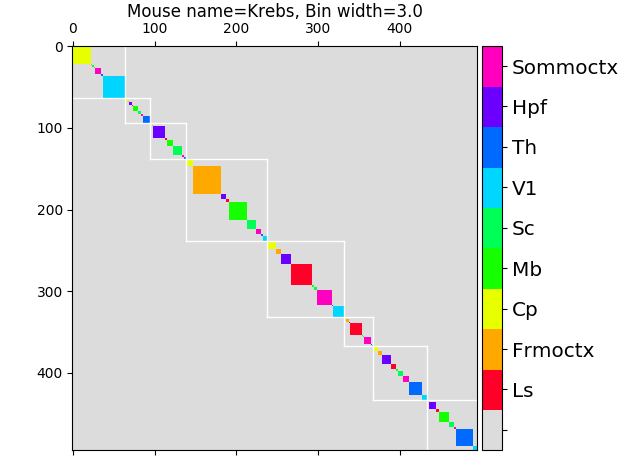 Mouse name=Krebs, Bin width=3.0
0 100 200 300 400
0
100
200
300
400
Sommoctx
Hpf
Th
V1
Sc
Mb
Cp
Frmoctx
Ls